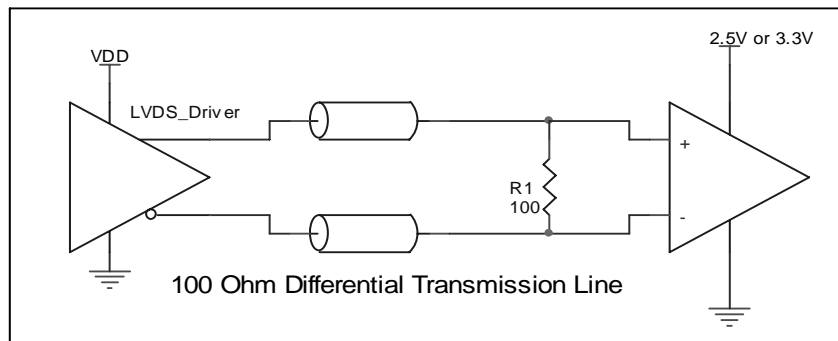 2.5V or 3.3V
VDD
LVDS_Driver
+
R1
100
-
100 Ohm Differential Transmission Line